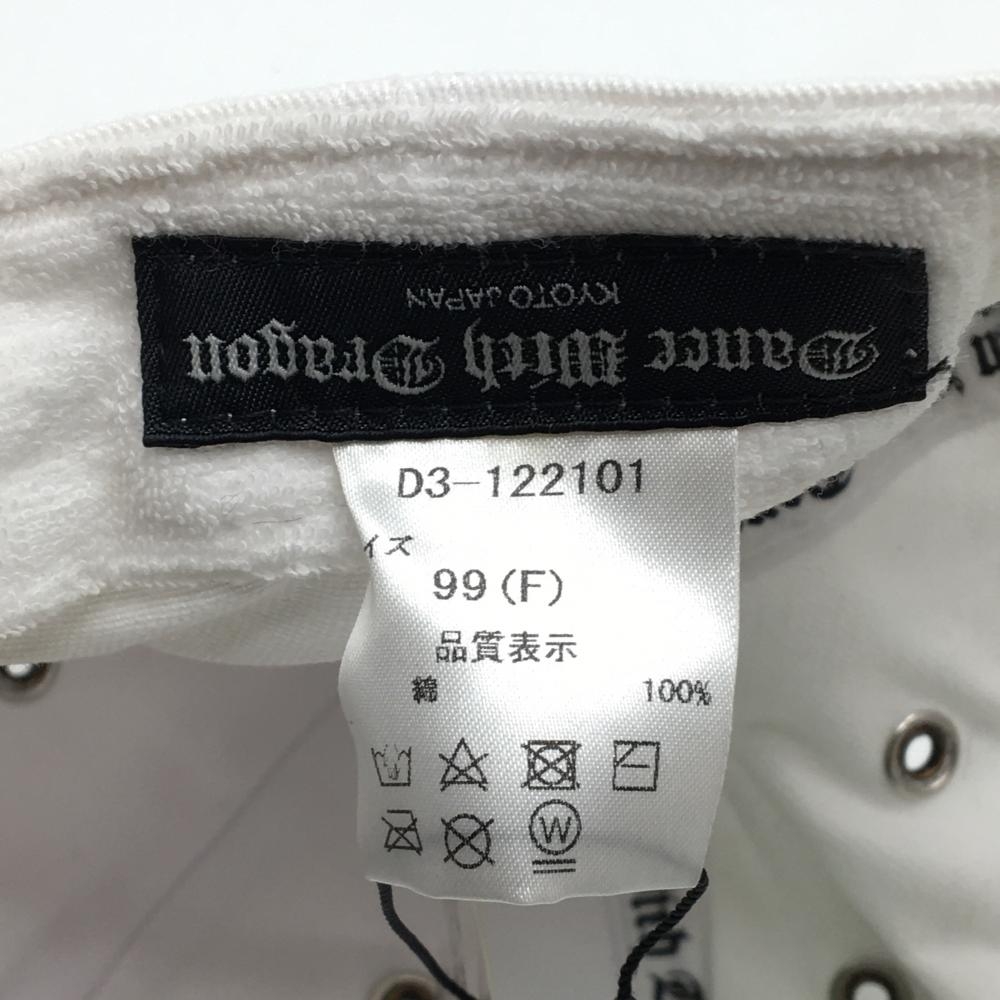 Dance With Dragon
KYOTO JAPAN
D3-122101
イズ
99 (F)
品質表示
綿 100%
W